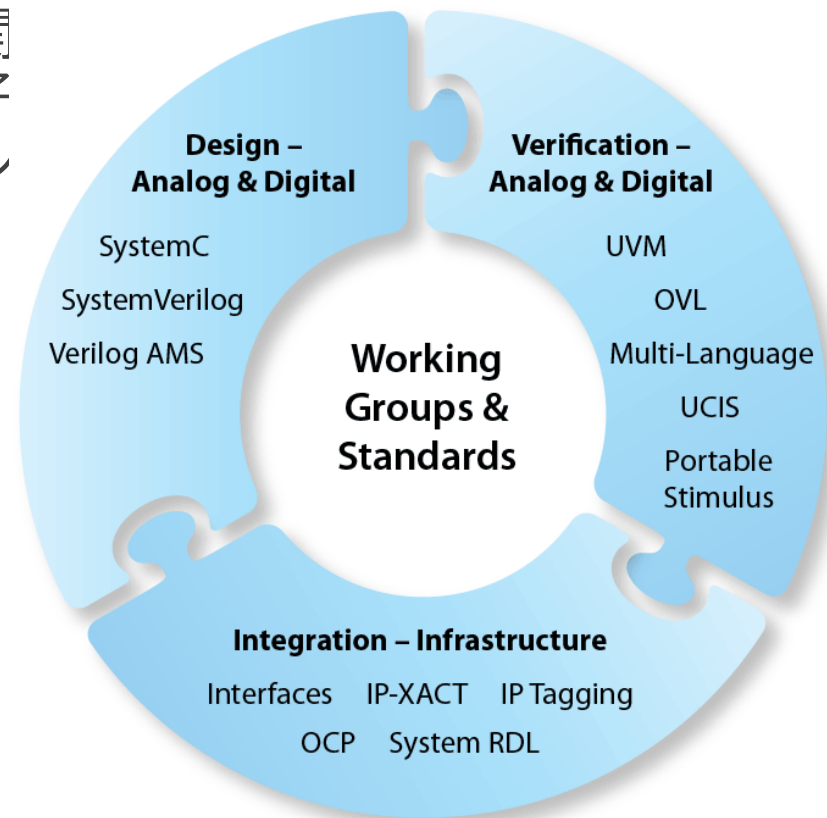 Design –
Analog & Digital
SystemC
SystemVerilog
Verilog AMS
Verification –
Analog & Digital
UVM
OVL
Multi-Language
UCIS
Portable
Stimulus
Working
Groups &
Standards
Integration – Infrastructure
Interfaces IP-XACT IP Tagging
OCP System RDL